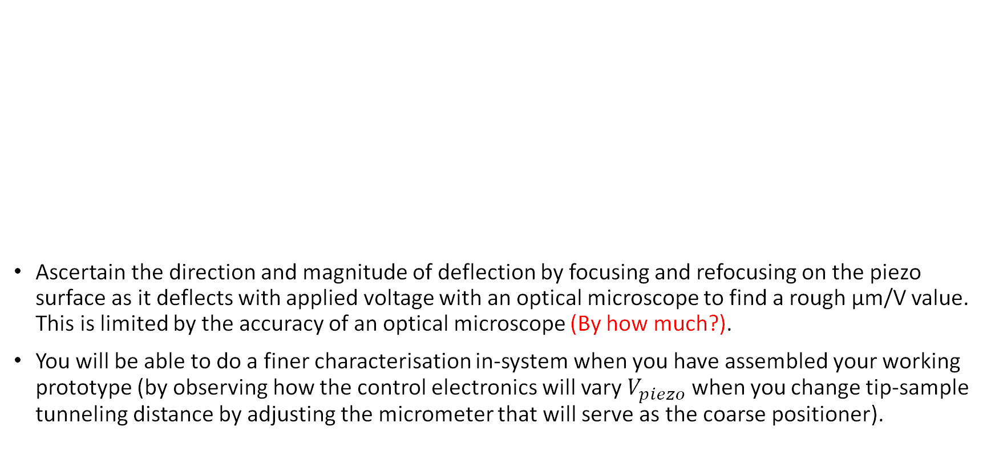 • Ascertain the direction and magnitude of deflection by focusing and refocusing on the piezo
surface as it deflects with applied voltage with an optical microscope to find a rough μm/V value.
This is limited by the accuracy of an optical microscope (By how much?).
• You will be able to do a finer characterisation in-system when you have assembled your working
prototype (by observing how the control electronics will vary V_piezo when you change tip-sample
tunneling distance by adjusting the micrometer that will serve as the coarse positioner).